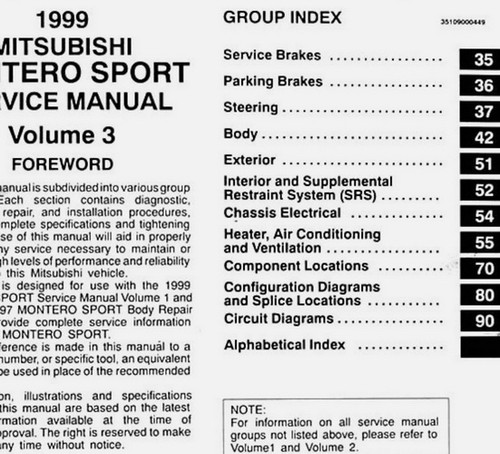 1999
MITSUBISHI
NTERO SPORT
RVICE MANUAL
Volume 3
FOREWORD
manual is subdivided into various group
Each section contains diagnostic,
repair, and installation procedures,
mplete specifications and tightening
se of this manual will aid in properly
ny service necessary to maintain or
gh levels of performance and reliability
this Mitsubishi vehicle.
is designed for use with the 1999
PORT Service Manual Volume 1 and
97 MONTERO SPORT Body Repair
rovide complete service information
MONTERO SPORT.
ference is made in this manual to a
number, or specific tool, an equivalent
be used in place of the recommended
on, illustrations and specifications
this manual are based on the latest
rmation available at the time of
pproval. The right is reserved to make
any time without notice.
GROUP INDEX
35109000449
Service Brakes .................. 35
Parking Brakes .................. 36
Steering ........................ 37
Body ............................ 42
Exterior ........................ 51
Interior and Supplemental
Restraint System (SRS) .......... 52
Chassis Electrical .............. 54
Heater, Air Conditioning
and Ventilation ................. 55
Component Locations ............. 70
Configuration Diagrams
and Splice Locations ............ 80
Circuit Diagrams ................ 90
Alphabetical Index ..............
NOTE:
For information on all service manual
groups not listed above, please refer to
Volume1 and Volume 2.